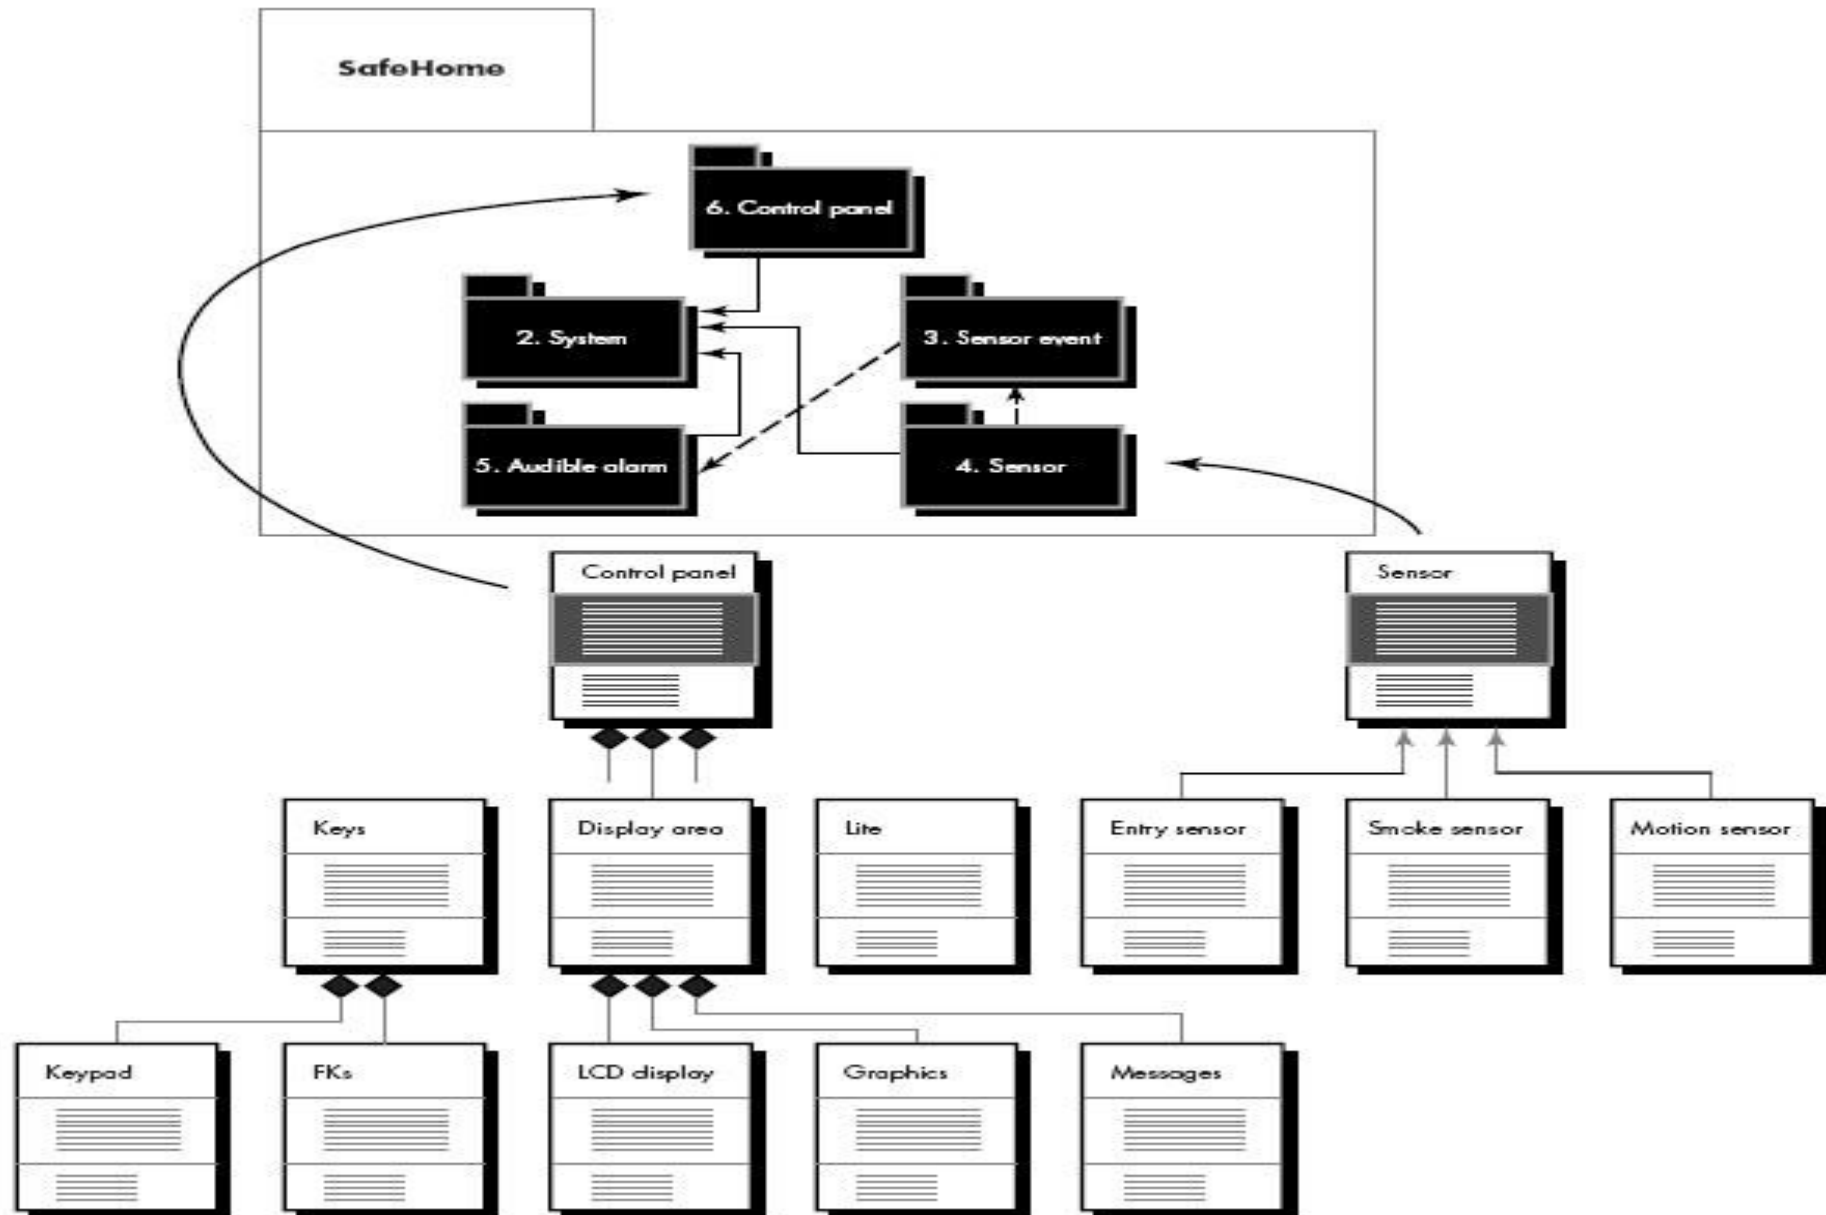 SafeHome
6. Control panel
2. System
3. Sensor event
5. Audible alarm
4. Sensor
Control panel
Sensor
Keys
Display area
Lite
Entry sensor
Smoke sensor
Motion sensor
Keypad
FKs
LCD display
Graphics
Messages